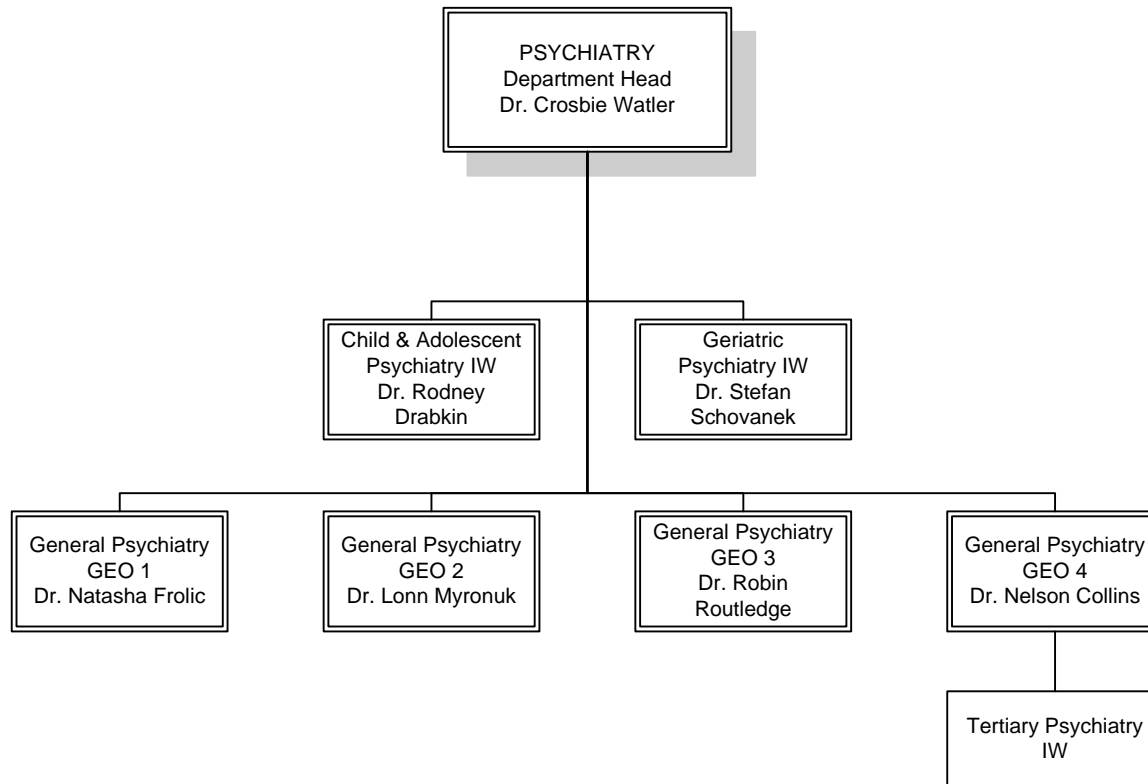 PSYCHIATRY
Department Head
Dr. Crosbie Watler
Child & Adolescent
Psychiatry IW
Dr. Rodney
Drabkin
Geriatric
Psychiatry IW
Dr. Stefan
Schovanek
General Psychiatry
GEO 1
Dr. Natasha Frolic
General Psychiatry
GEO 2
Dr. Lonn Myronuk
General Psychiatry
GEO 3
Dr. Robin
Routledge
General Psychiatry
GEO 4
Dr. Nelson Collins
Tertiary Psychiatry
IW